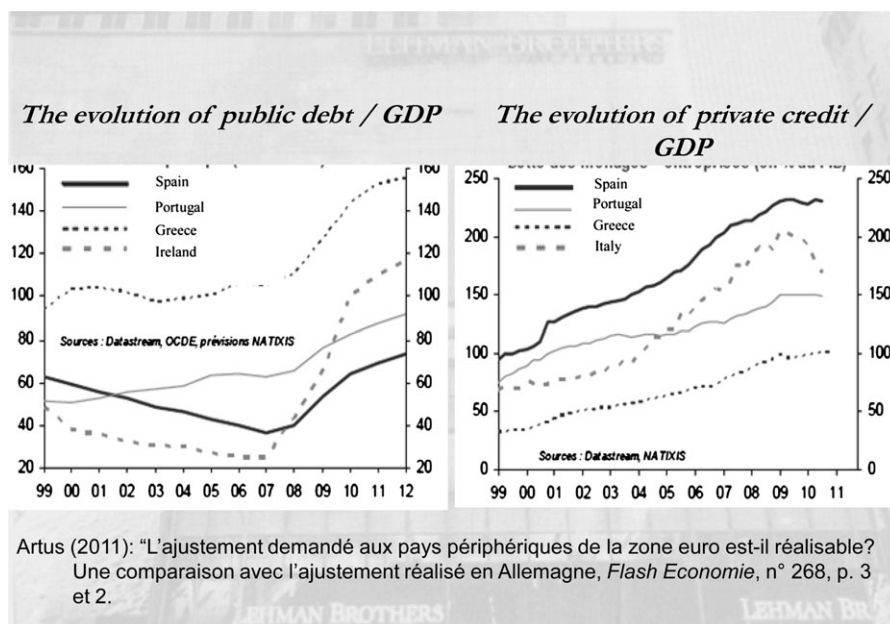 LEHMAN BROTHERS
The evolution of public debt / GDP
160
140
120
100
80
60
40
20
Spain
Portugal
Greece
Ireland
160
140
120
100
80
60
40
20
Sources : Datastream, OCDE, prévisions NATIXIS
99 00 01 02 03 04 05 06 07 08 09 10 11 12
The evolution of private credit /
GDP
250
200
150
100
50
0
Spain
Portugal
Greece
Italy
250
200
150
100
50
0
Sources : Datastream, NATIXIS
99 00 01 02 03 04 05 06 07 08 09 10 11
Artus (2011): “L’ajustement demandé aux pays périphériques de la zone euro est-il réalisable?
Une comparaison avec l’ajustement réalisé en Allemagne, Flash Economie, n° 268, p. 3
et 2.
LEHMAN BROTHERS
LEHMAN BR